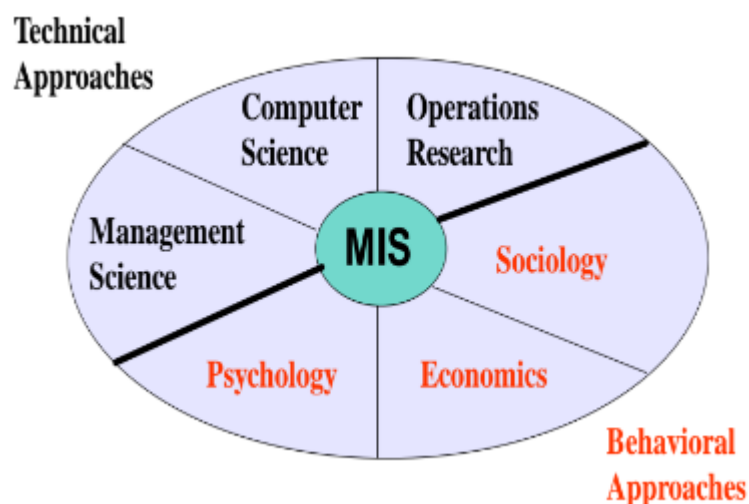 Technical
Approaches
Computer
Science
Operations
Research
Management
Science
MIS
Sociology
Psychology
Economics
Behavioral
Approaches